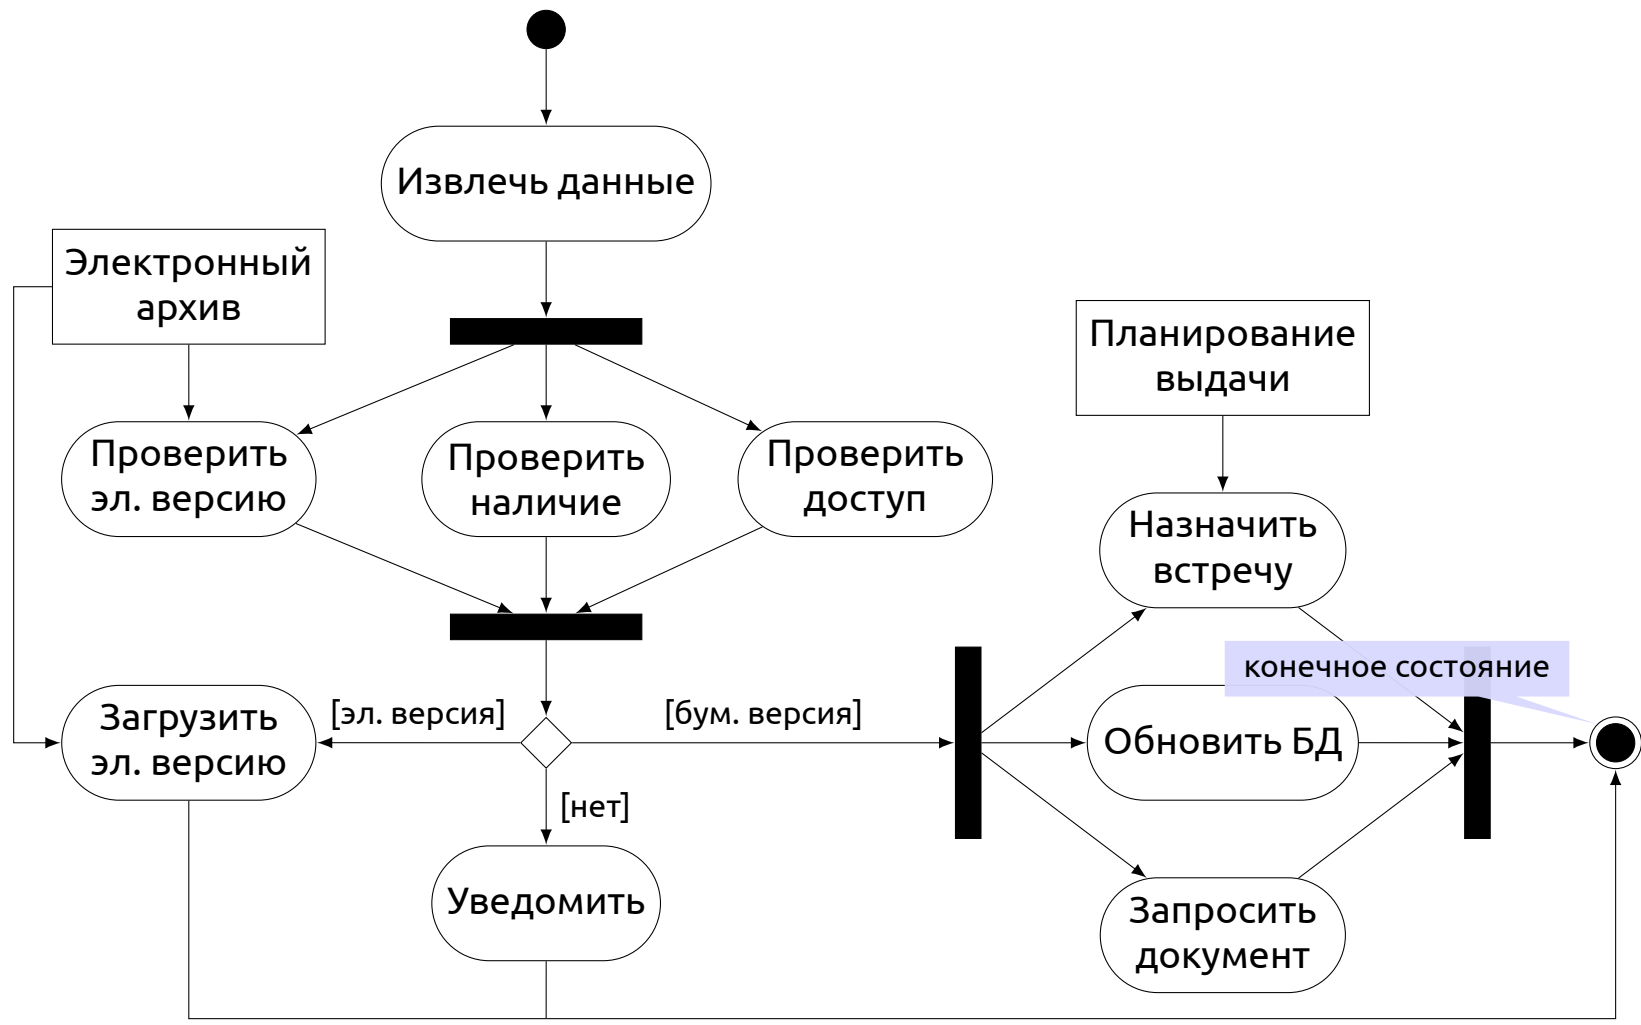 Извлечь данные
Электронный
архив
Планирование
выдачи
Проверить
эл. версию
Проверить
наличие
Проверить
доступ
Назначить
встречу
конечное состояние
Загрузить
эл. версию
[эл. версия]
[бум. версия]
Обновить БД
[нет]
Уведомить
Запросить
документ